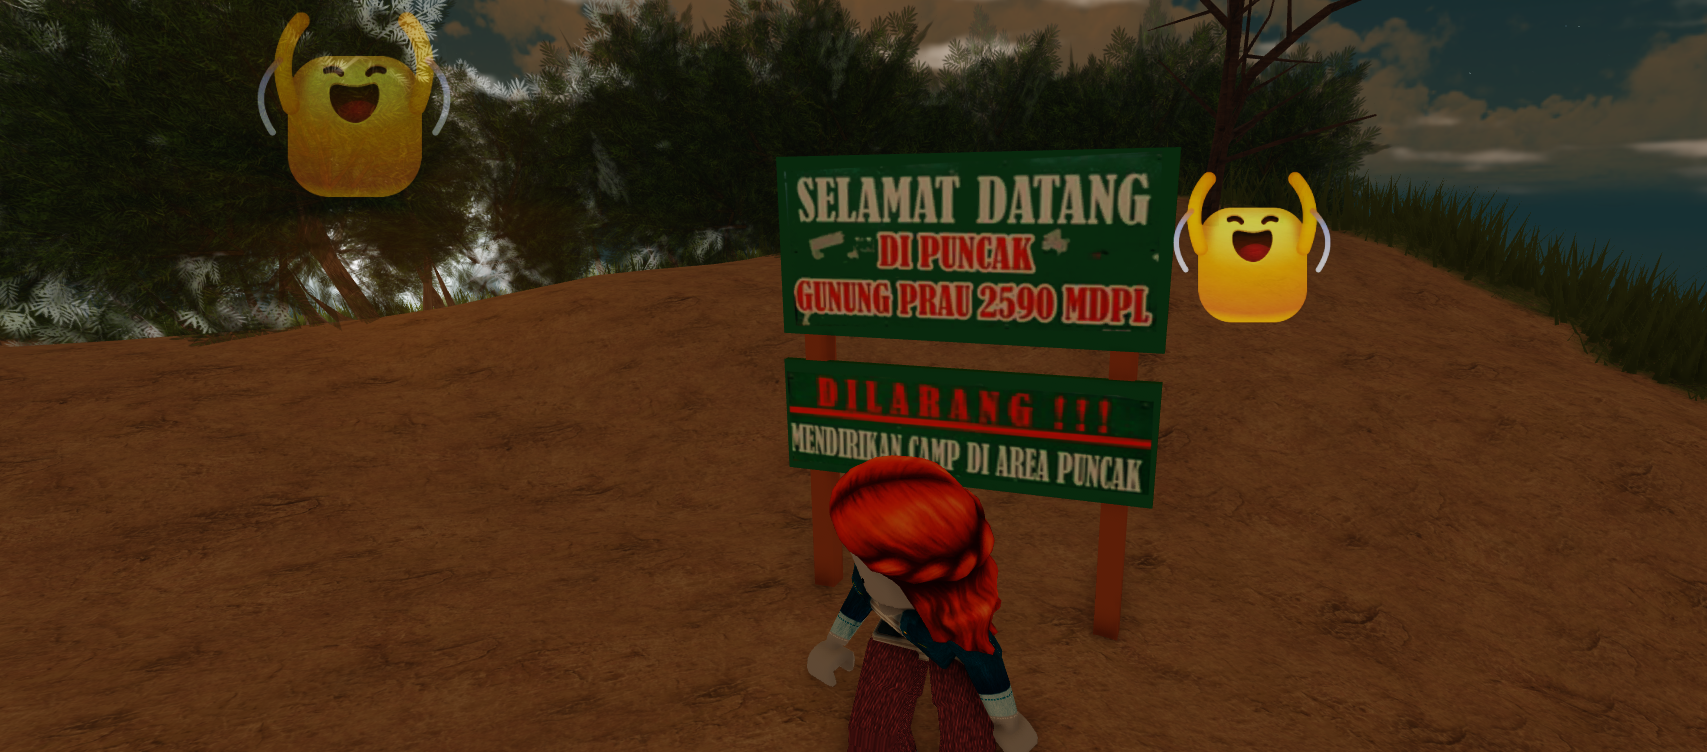 SELAMAT DATANG
DI PUNCAK
GUNUNG PRAU 2590 MDPL
DILARANG !!!
MENDIRIKAN CAMP DI AREA PUNCAK